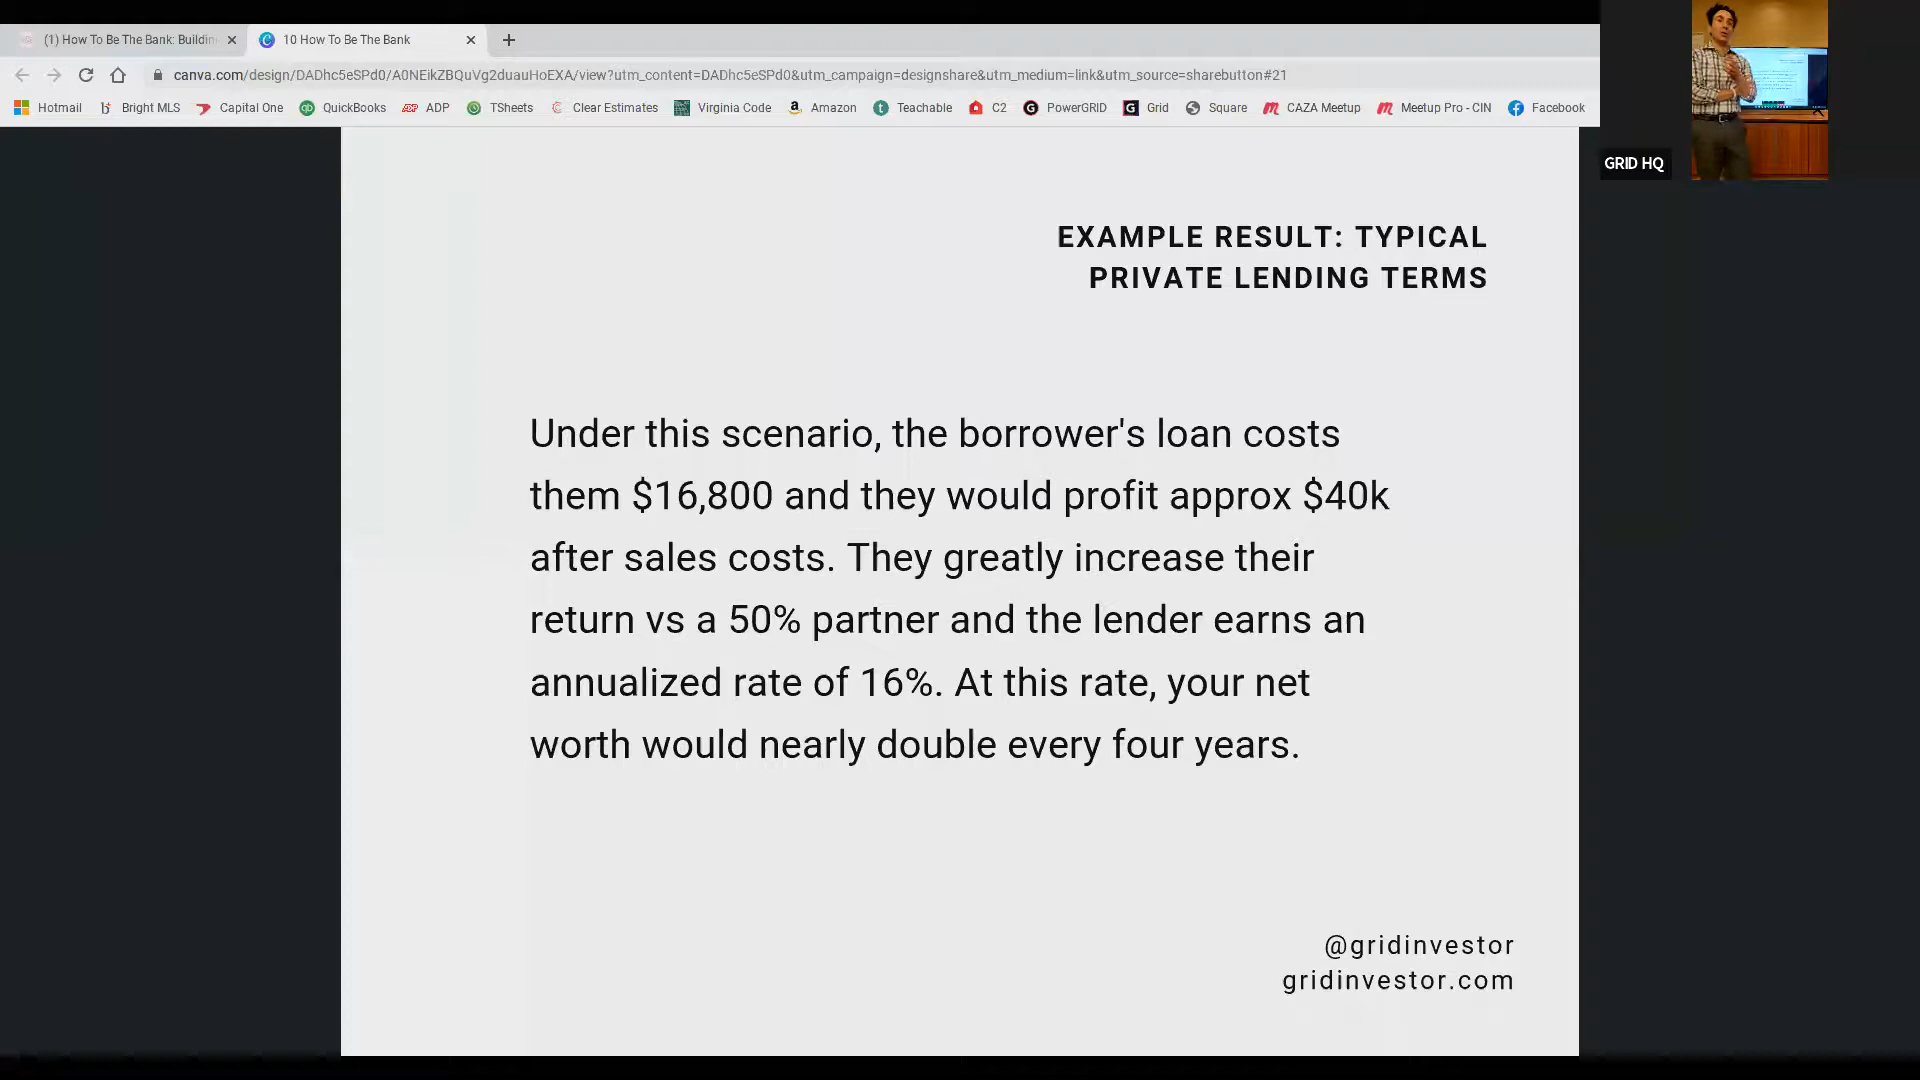 (1) How To Be The Bank: Buildin
10 How To Be The Bank
canva.com/design/DADhc5eSPd0/A0NEikZBQuVg2duauHoEXA/view?utm_content=DADhc5eSPd0&utm_campaign=designshare&utm_medium=link&utm_source=sharebutton#21
Hotmail Bright MLS Capital One QuickBooks ADP TSheets Clear Estimates Virginia Code Amazon Teachable C2 PowerGRID Grid Square CAZA Meetup Meetup Pro - CIN Facebook
GRID HQ
EXAMPLE RESULT: TYPICAL
PRIVATE LENDING TERMS
Under this scenario, the borrower's loan costs
them $16,800 and they would profit approx $40k
after sales costs. They greatly increase their
return vs a 50% partner and the lender earns an
annualized rate of 16%. At this rate, your net
worth would nearly double every four years.
@gridinvestor
gridinvestor.com